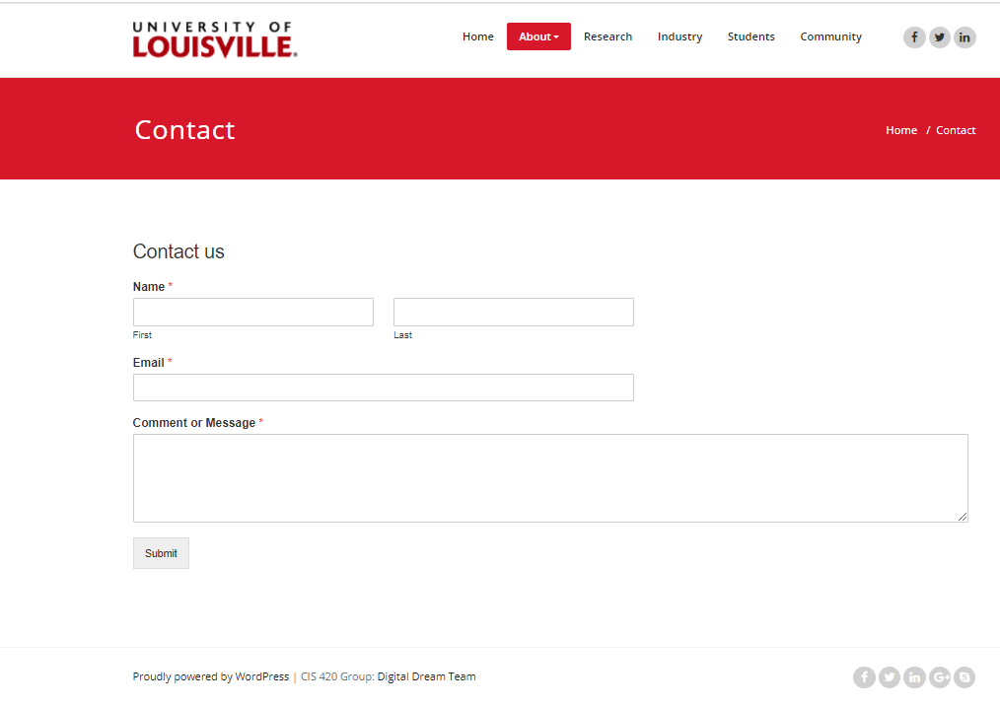 UNIVERSITY OF
LOUISVILLE.
Home About Research Industry Students Community
Contact
Home / Contact
Contact us
Name *
First Last
Email *
Comment or Message *
Submit
Proudly powered by WordPress | CIS 420 Group: Digital Dream Team